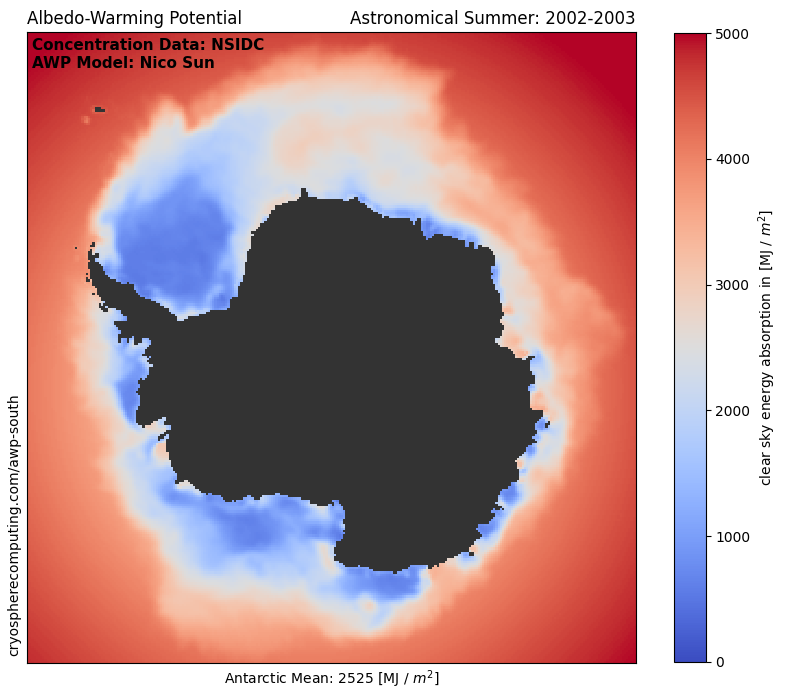 Albedo-Warming Potential
Astronomical Summer: 2002-2003
Concentration Data: NSIDC
AWP Model: Nico Sun
cryospherecomputing.com/awp-south
Antarctic Mean: 2525 [MJ / m²]
5000
4000
3000
2000
1000
0
clear sky energy absorption in [MJ / m²]